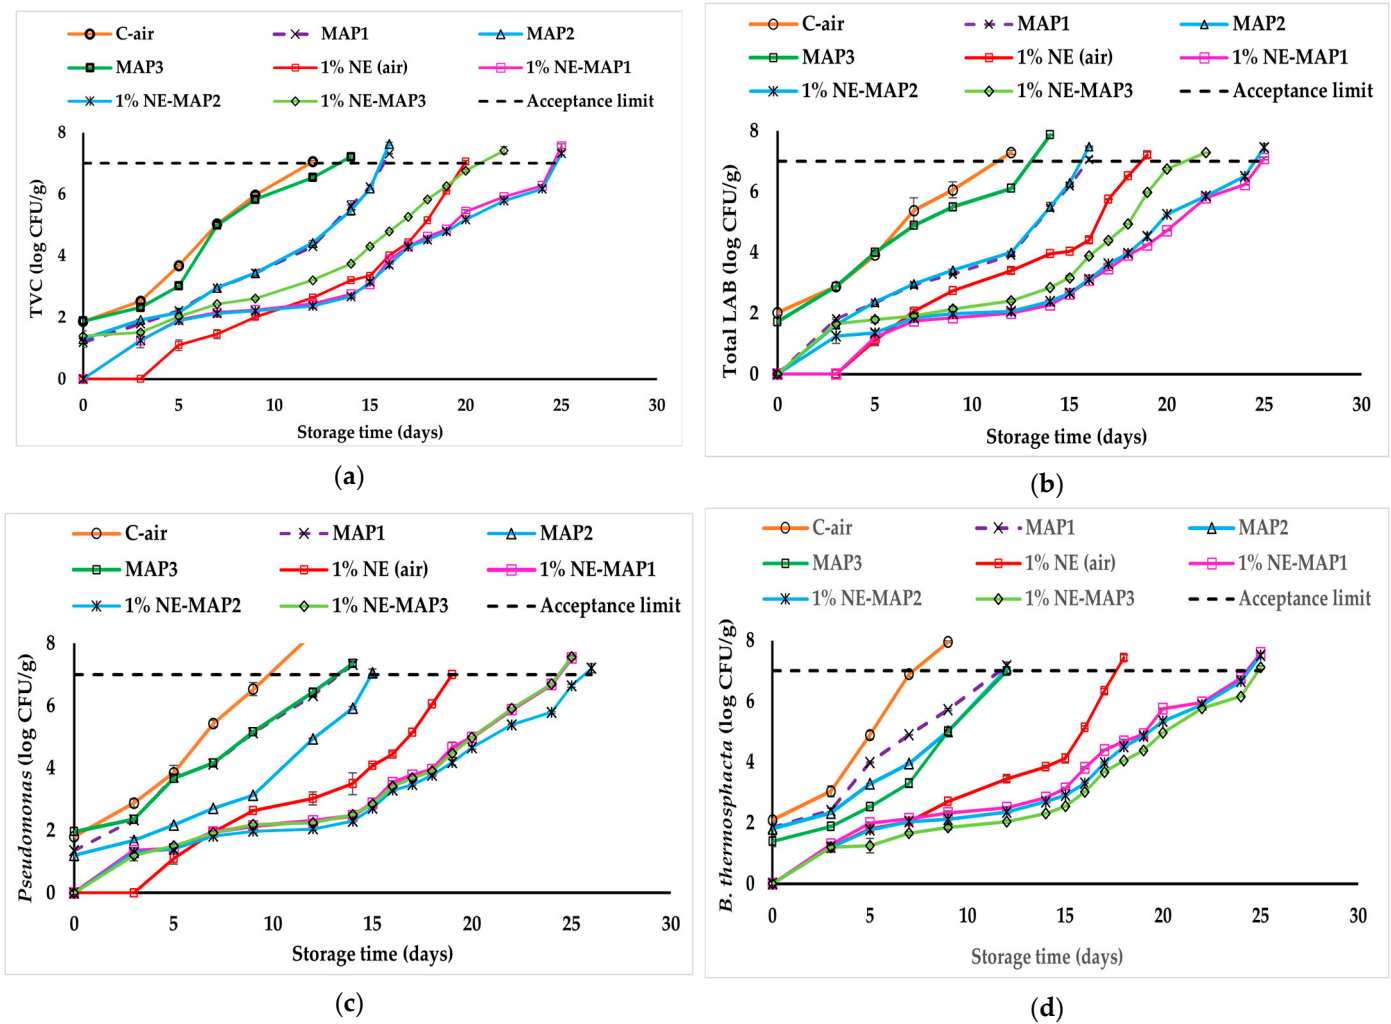 C-air MAP1 MAP2
MAP3 1% NE (air) 1% NE-MAP1
1% NE-MAP2 1% NE-MAP3 Acceptance limit
TVC (log CFU/g)
8
6
4
2
0
0 5 10 15 20 25 30
Storage time (days)
(a)
C-air MAP1 MAP2
MAP3 1% NE (air) 1% NE-MAP1
1% NE-MAP2 1% NE-MAP3 Acceptance limit
Total LAB (log CFU/g)
8
6
4
2
0
0 5 10 15 20 25 30
Storage time (days)
(b)
C-air MAP1 MAP2
MAP3 1% NE (air) 1% NE-MAP1
1% NE-MAP2 1% NE-MAP3 Acceptance limit
Pseudomonas (log CFU/g)
8
6
4
2
0
0 5 10 15 20 25 30
Storage time (days)
(c)
C-air MAP1 MAP2
MAP3 1% NE (air) 1% NE-MAP1
1% NE-MAP2 1% NE-MAP3 Acceptance limit
B. thermosphacta (log CFU/g)
8
6
4
2
0
0 5 10 15 20 25 30
Storage time (days)
(d)